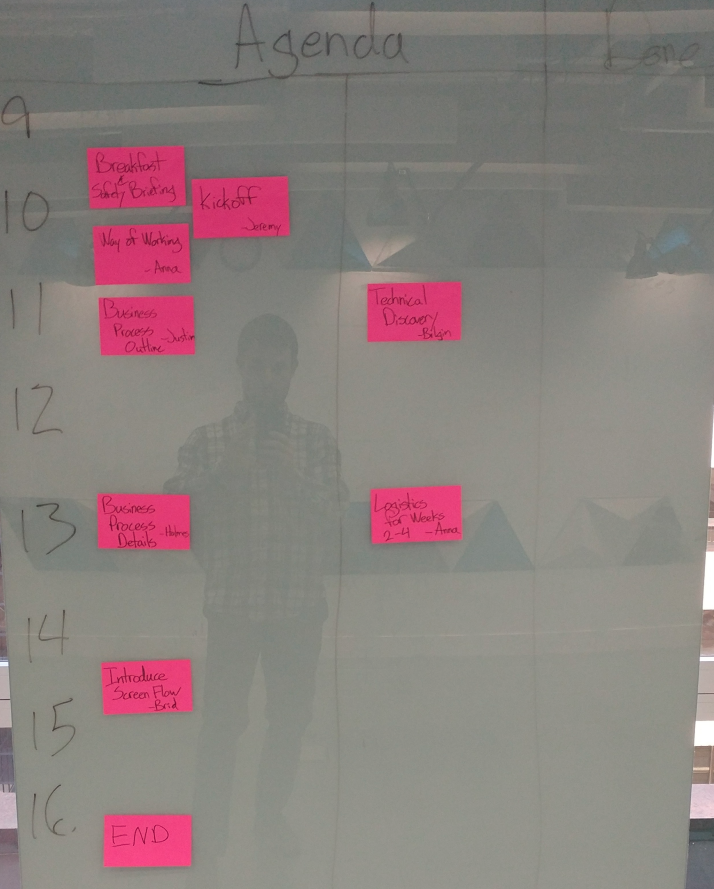 Agenda
Done
9
Breakfast
&
Safety Briefing
10
Kickoff
-Jeremy
Way of Working
-Anna
11
Business
Process
Outline -Justin
Technical
Discovery
-Bilgin
12
13
Business
Process
Details -Holmes
Logistics
for Weeks
2-4 -Anna
14
Introduce
Screen Flow
-Brid
15
16.
END